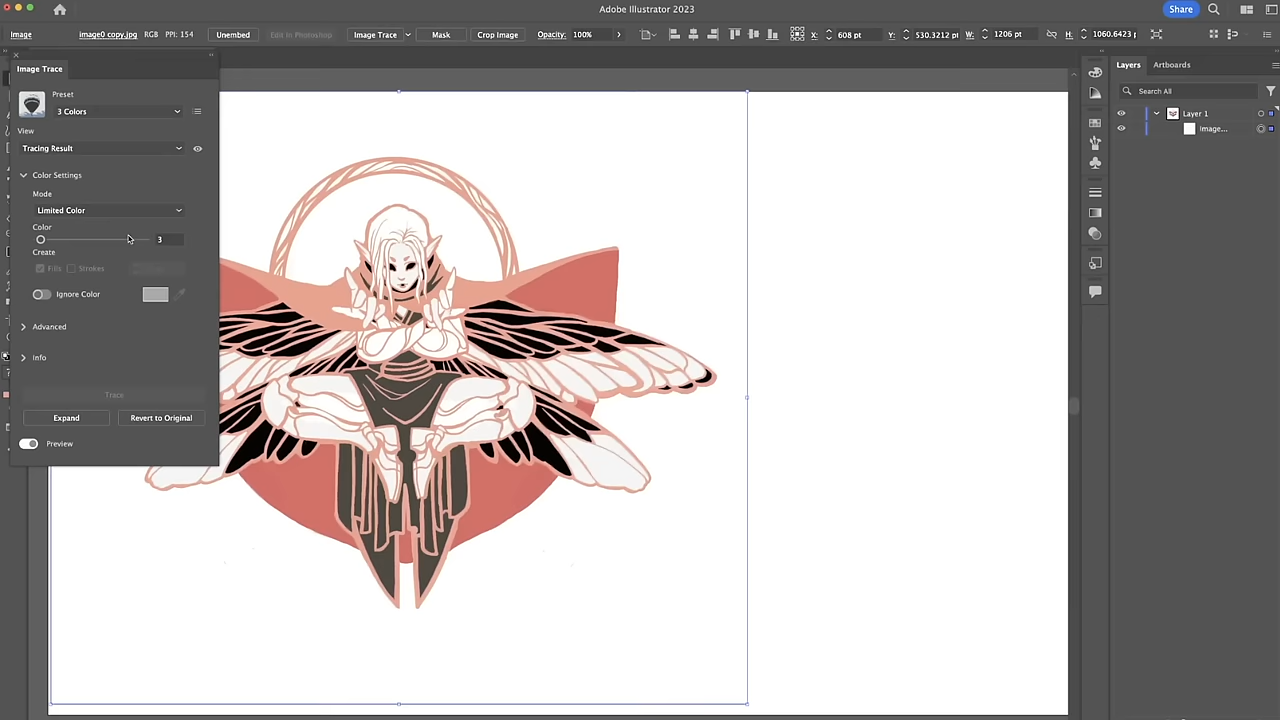 Adobe Illustrator 2023
Share
Image image0 copy.jpg RGB PPI: 154 Unembed Edit In Photoshop Image Trace Mask Crop Image Opacity: 100% X: 608 pt Y: 530.3212 pt W: 1206 pt H: 1060.6423 p
Image Trace
Preset
3 Colors
View
Tracing Result
Color Settings
Mode
Limited Color
Color
3
Create
Fills Strokes
Ignore Color
Advanced
Info
Trace
Expand Revert to Original
Preview
Layers Artboards
Search All
Layer 1
Image...